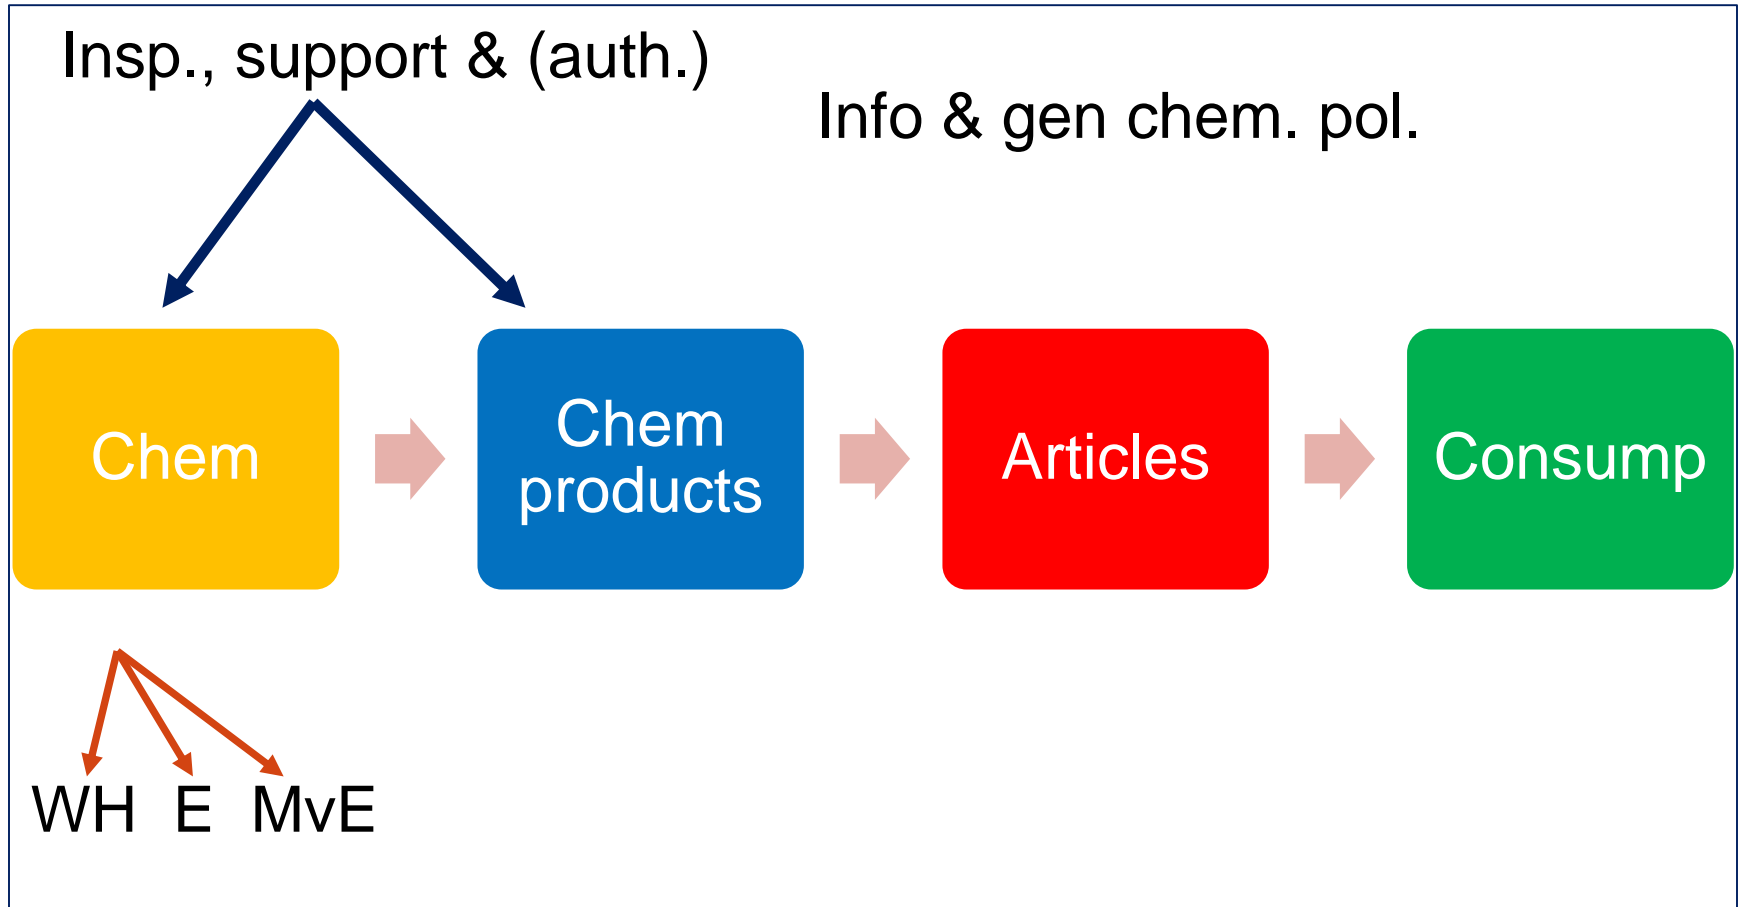 Insp., support & (auth.)
Info & gen chem. pol.
Chem
Chem
products
Articles
Consump
WH E MvE